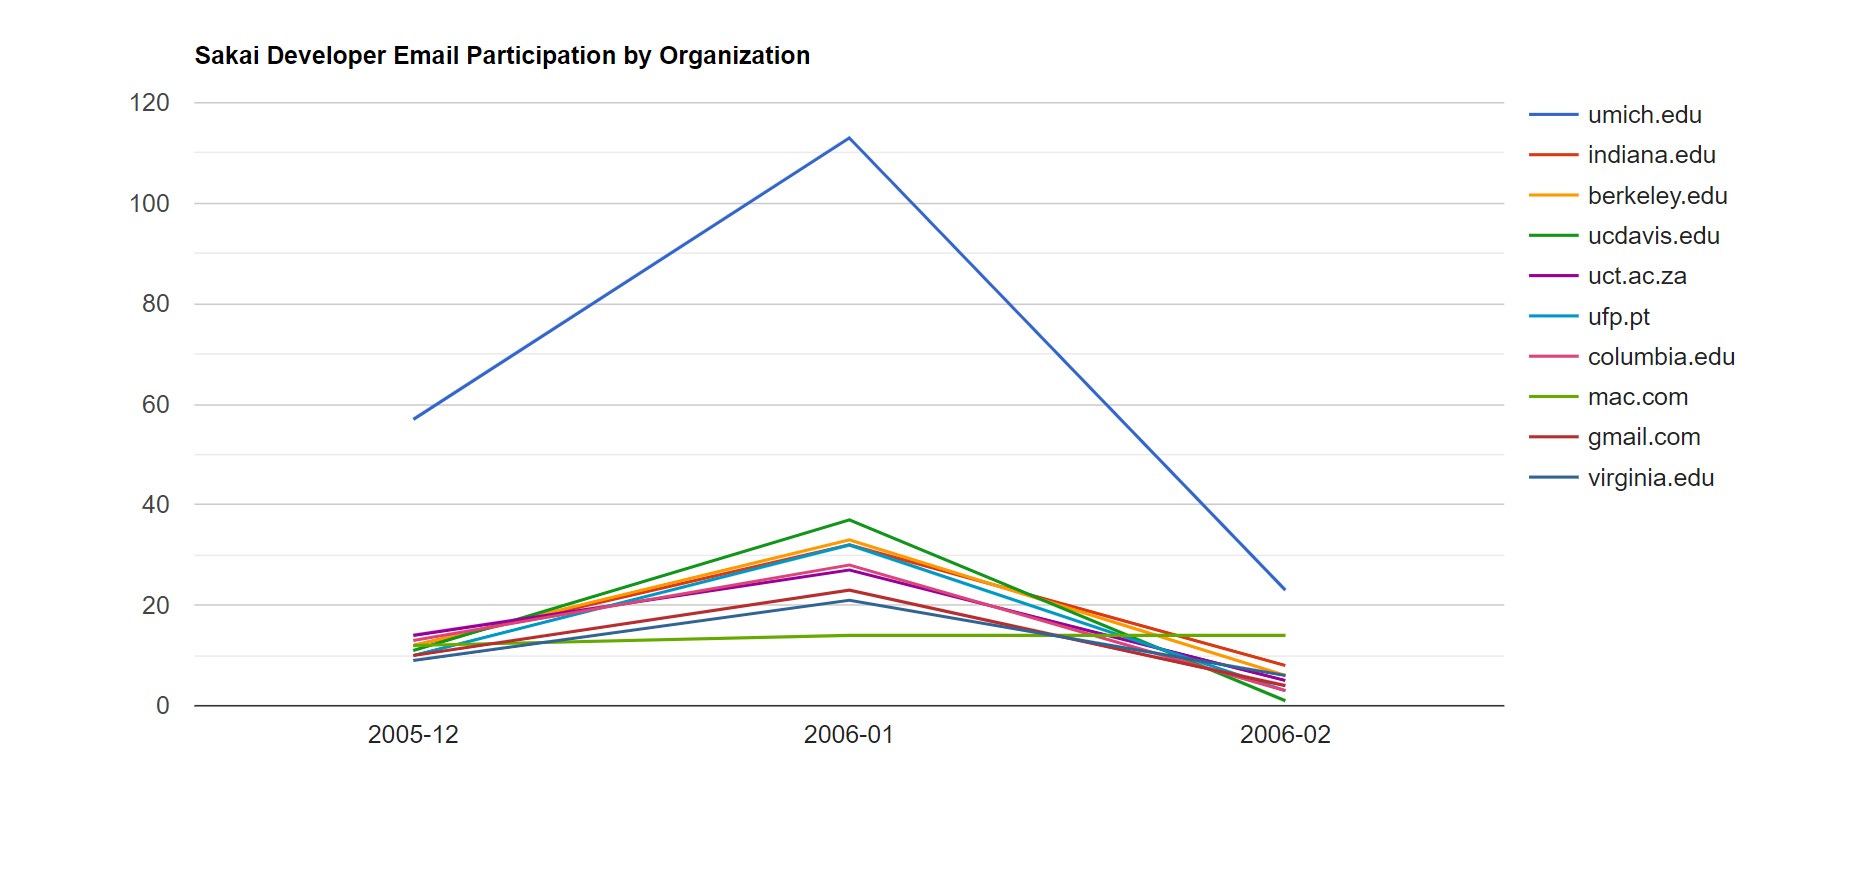 Sakai Developer Email Participation by Organization
120
100
80
60
40
20
0
2005-12
2006-01
2006-02
umich.edu
indiana.edu
berkeley.edu
ucdavis.edu
uct.ac.za
ufp.pt
columbia.edu
mac.com
gmail.com
virginia.edu